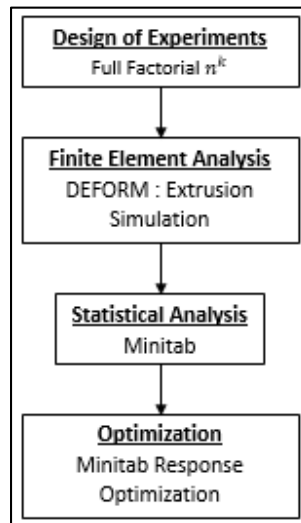 Design of Experiments
Full Factorial n^k
Finite Element Analysis
DEFORM : Extrusion
Simulation
Statistical Analysis
Minitab
Optimization
Minitab Response
Optimization